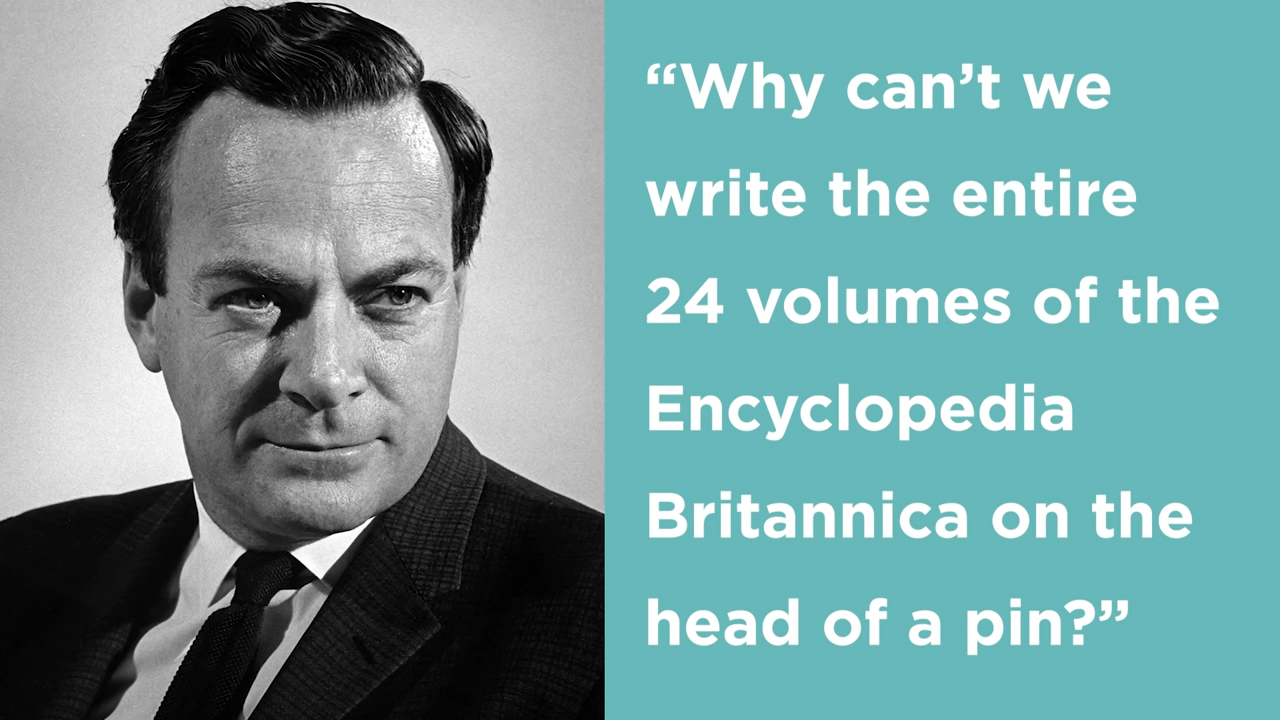 “Why can’t we
write the entire
24 volumes of the
Encyclopedia
Britannica on the
head of a pin?”